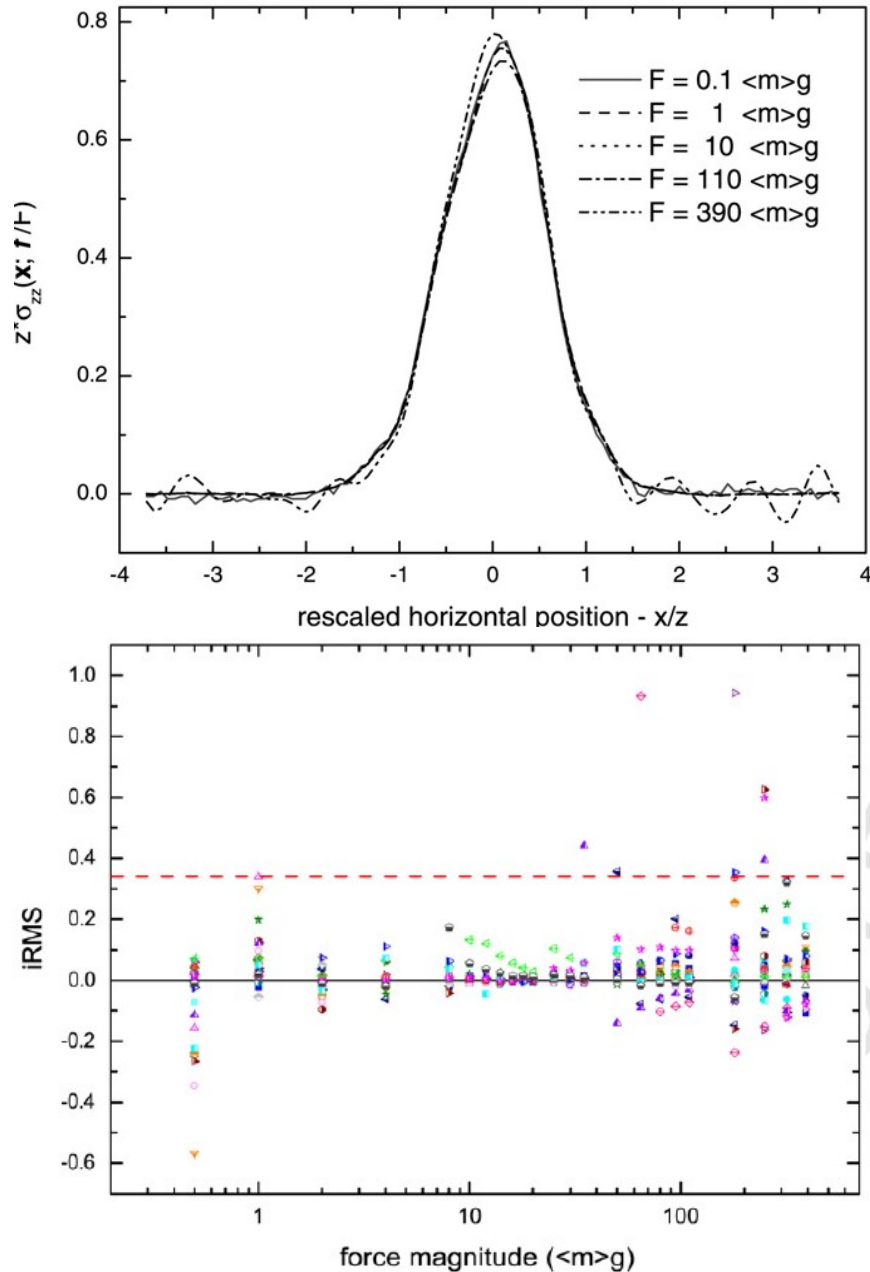 0.8
0.6
0.4
0.2
0.0
z*σzz(x; f/F)
F = 0.1 <m>g
F = 1 <m>g
F = 10 <m>g
F = 110 <m>g
F = 390 <m>g
-4 -3 -2 -1 0 1 2 3 4
rescaled horizontal position - x/z
1.0
0.8
0.6
0.4
0.2
0.0
-0.2
-0.4
-0.6
iRMS
1 10 100
force magnitude (<m>g)